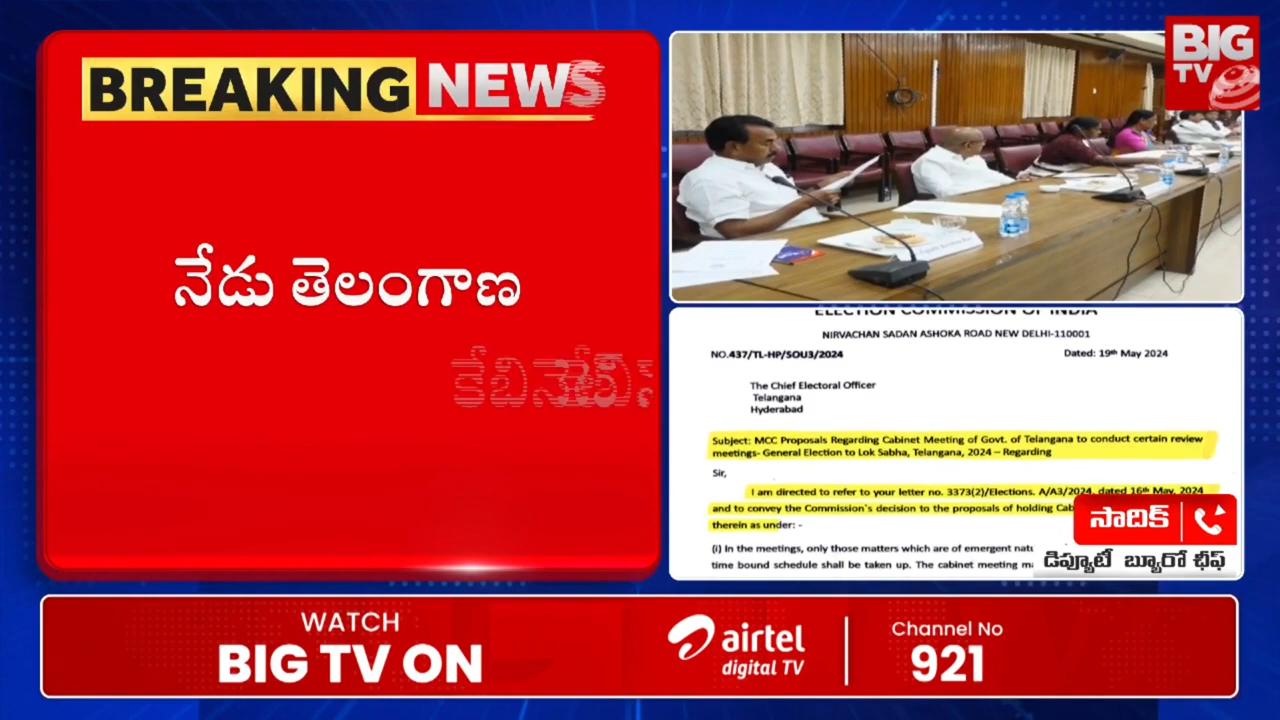 BREAKING NEWS
నేడు తెలంగాణ
BIG
TV
ELECTION COMMISSION OF INDIA
NIRVACHAN SADAN ASHOKA ROAD NEW DELHI-110001
NO.437/TL-HP/SOU3/2024 Dated: 19th May 2024
The Chief Electoral Officer
Telangana
Hyderabad
Subject: MCC Proposals Regarding Cabinet Meeting of Govt. of Telangana to conduct certain review
meetings- General Election to Lok Sabha, Telangana, 2024 – Regarding
Sir,
I am directed to refer to your letter no. 3373(2)/Elections. A/A3/2024, dated 16th May, 2024
and to convey the Commission's decision to the proposals of holding
therein as under: -
(i) In the meetings, only those matters which are of emergent
time bound schedule shall be taken up. The cabinet meeting
సాదిక్
డిప్యూటీ బ్యూరో ఛీఫ్
WATCH
BIG TV ON
airtel
digital TV
Channel No
921